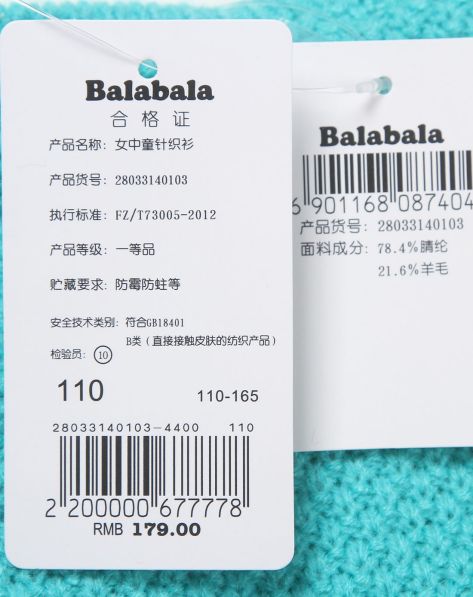 Balabala
合格证
产品名称: 女中童针织衫
产品货号: 28033140103
执行标准: FZ/T73005-2012
产品等级: 一等品
贮藏要求: 防霉防蛀等
安全技术类别: 符合GB18401
B类（直接接触皮肤的纺织产品）
检验员: ⑩
110 110-165
28033140103-4400 110
2 200000 677778
RMB 179.00
Balabala
6 901168 087404
产品货号: 28033140103
面料成分: 78.4%腈纶
21.6%羊毛